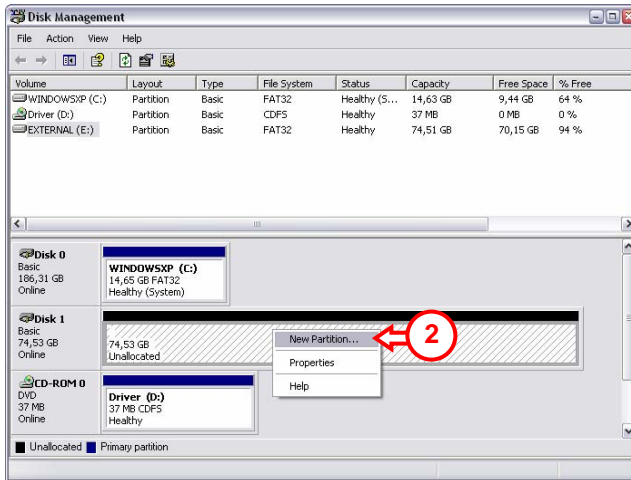 Disk Management
File Action View Help
Volume Layout Type File System Status Capacity Free Space % Free
WINDOWSXP (C:) Partition Basic FAT32 Healthy (S... 14,63 GB 9,44 GB 64 %
Driver (D:) Partition Basic CDFS Healthy 37 MB 0 MB 0 %
EXTERNAL (E:) Partition Basic FAT32 Healthy 74,51 GB 70,15 GB 94 %
Disk 0
Basic
186,31 GB
Online
WINDOWSXP (C:)
14,65 GB FAT32
Healthy (System)
Disk 1
Basic
74,53 GB
Online
74,53 GB
Unallocated
New Partition...
Properties
Help
2
CD-ROM 0
DVD
37 MB
Online
Driver (D:)
37 MB CDFS
Healthy
Unallocated Primary partition